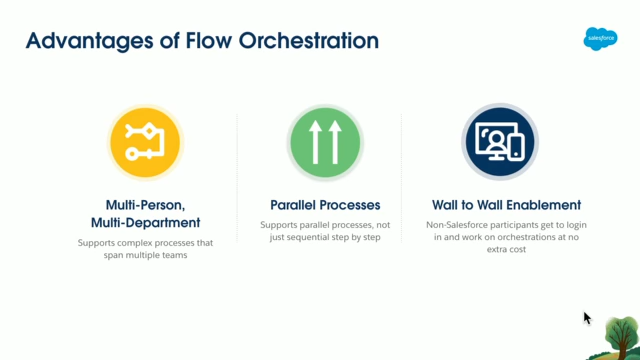 Advantages of Flow Orchestration
salesforce
Multi-Person,
Multi-Department
Supports complex processes that
span multiple teams
Parallel Processes
Supports parallel processes, not
just sequential step by step
Wall to Wall Enablement
Non-Salesforce participants get to login
in and work on orchestrations at no
extra cost